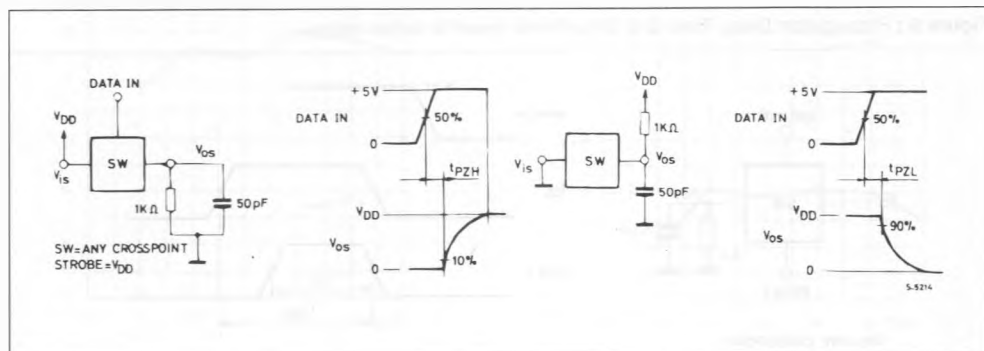 DATA IN
VDD
Vis
SW
Vos
1KΩ
50pF
SW=ANY CROSSPOINT
STROBE=VDD
+5V
DATA IN
50%
0
tPZH
VDD
Vos
10%
0
VDD
1KΩ
Vis
SW
Vos
50pF
+5V
DATA IN
50%
0
tPZL
VDD
90%
Vos
0
S-5214